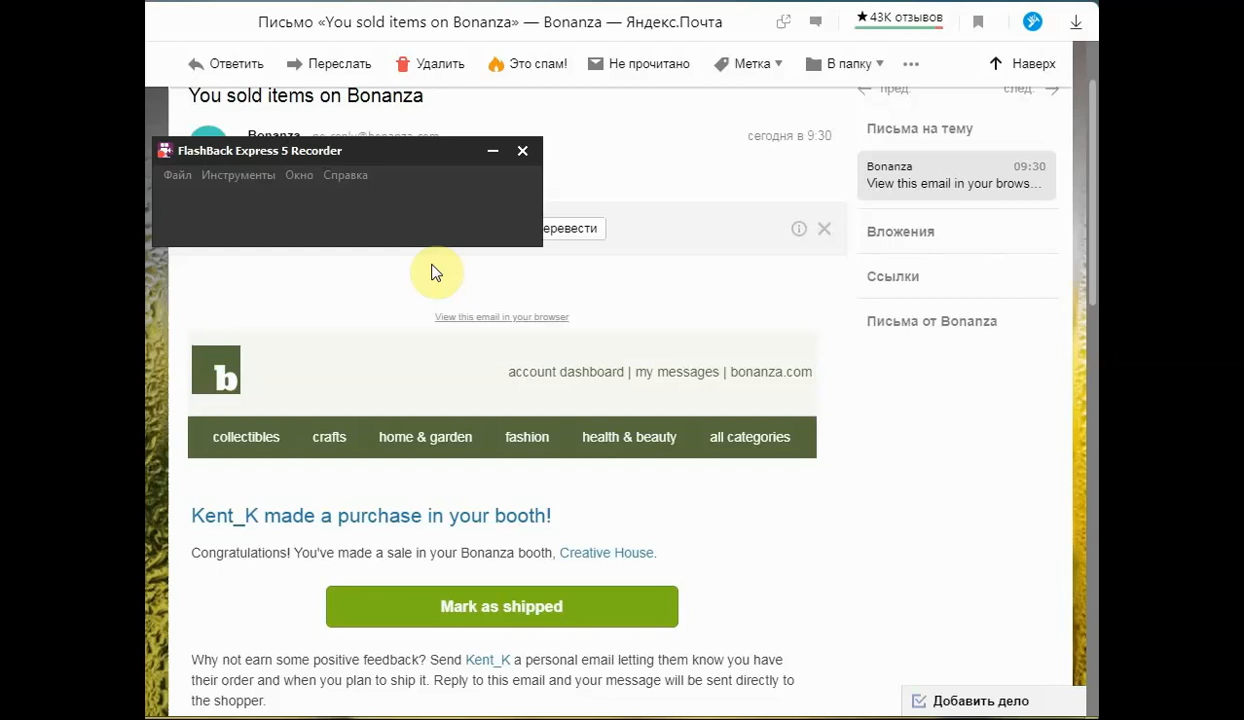 Письмо «You sold items on Bonanza» — Bonanza — Яндекс.Почта
★ 43K отзывов
Ответить
Переслать
Удалить
Это спам!
Не прочитано
Метка
В папку
Наверх
You sold items on Bonanza
пред.
след.
Bonanza no-reply@bonanza.com
сегодня в 9:30
Письма на тему
FlashBack Express 5 Recorder
Файл Инструменты Окно Справка
Bonanza 09:30
View this email in your brows...
Вложения
Ссылки
Письма от Bonanza
View this email in your browser
b
account dashboard | my messages | bonanza.com
collectibles crafts home & garden fashion health & beauty all categories
Kent_K made a purchase in your booth!
Congratulations! You've made a sale in your Bonanza booth, Creative House.
Mark as shipped
Why not earn some positive feedback? Send Kent_K a personal email letting them know you have
their order and when you plan to ship it. Reply to this email and your message will be sent directly to
the shopper.
Добавить дело